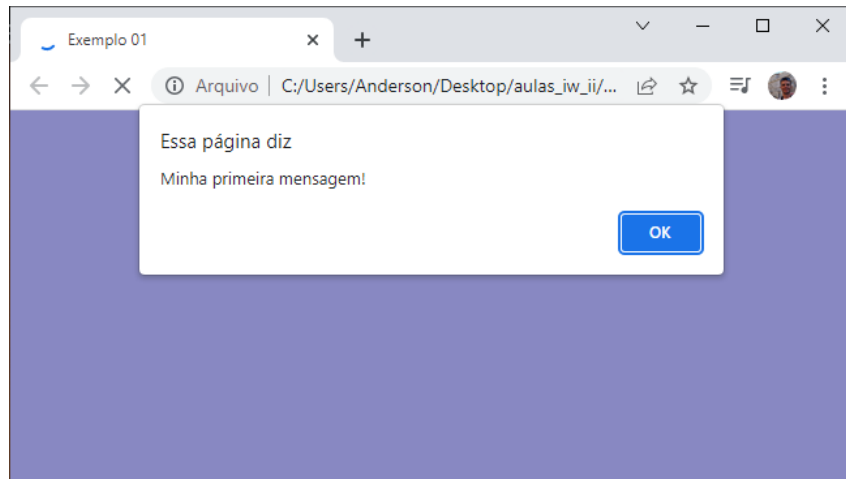 Exemplo 01
Arquivo
C:/Users/Anderson/Desktop/aulas_iw_ii/...
Essa página diz
Minha primeira mensagem!
OK